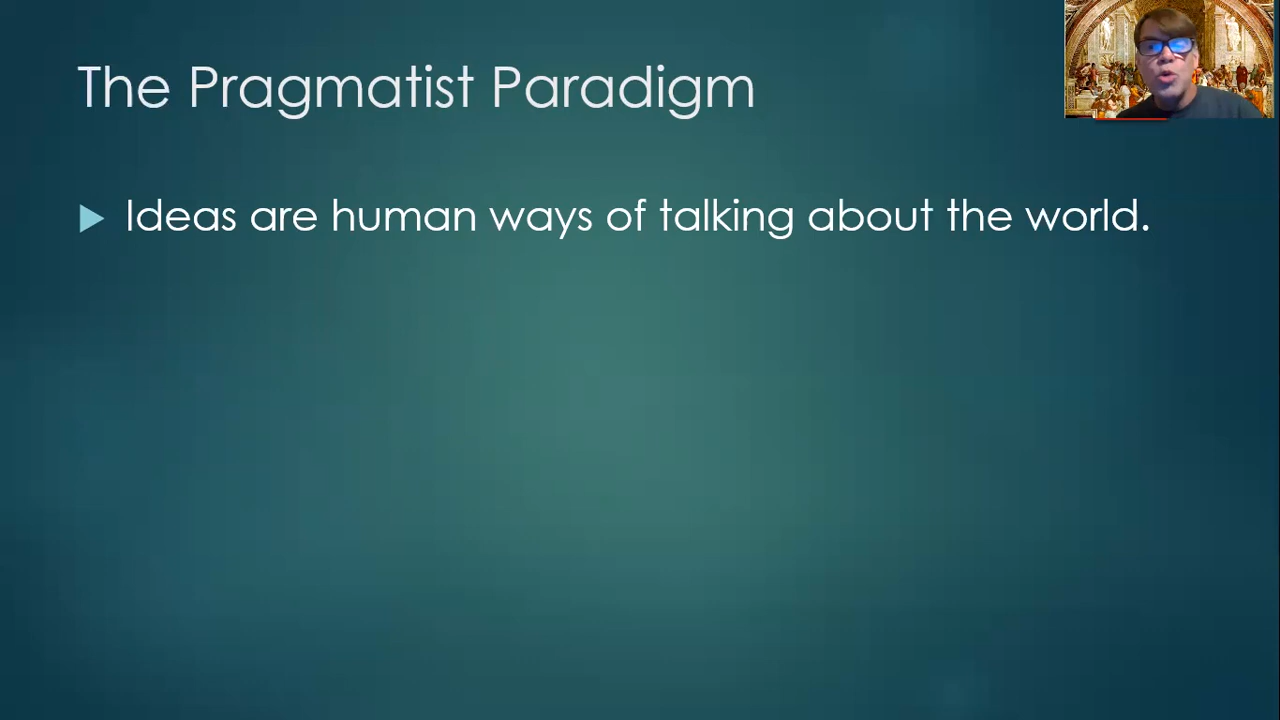 The Pragmatist Paradigm
Ideas are human ways of talking about the world.